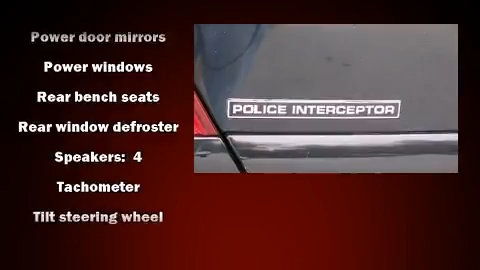 Power door mirrors
Power windows
Rear bench seats
Rear window defroster
Speakers: 4
Tachometer
Tilt steering wheel
POLICE INTERCEPTOR